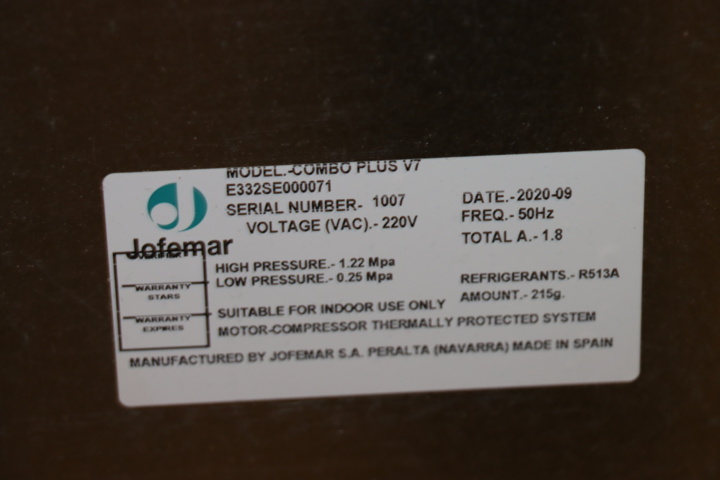 MODEL.-COMBO PLUS V7
E332SE000071
SERIAL NUMBER.- 1007
VOLTAGE (VAC).- 220V
DATE.- 2020-09
FREQ.- 50Hz
TOTAL A.- 1.8
Jofemar
HIGH PRESSURE.- 1.22 Mpa
LOW PRESSURE.- 0.25 Mpa
REFRIGERANTS.- R513A
AMOUNT.- 215g.
WARRANTY
STARS
WARRANTY
EXPIRES
SUITABLE FOR INDOOR USE ONLY
MOTOR-COMPRESSOR THERMALLY PROTECTED SYSTEM
MANUFACTURED BY JOFEMAR S.A. PERALTA (NAVARRA) MADE IN SPAIN